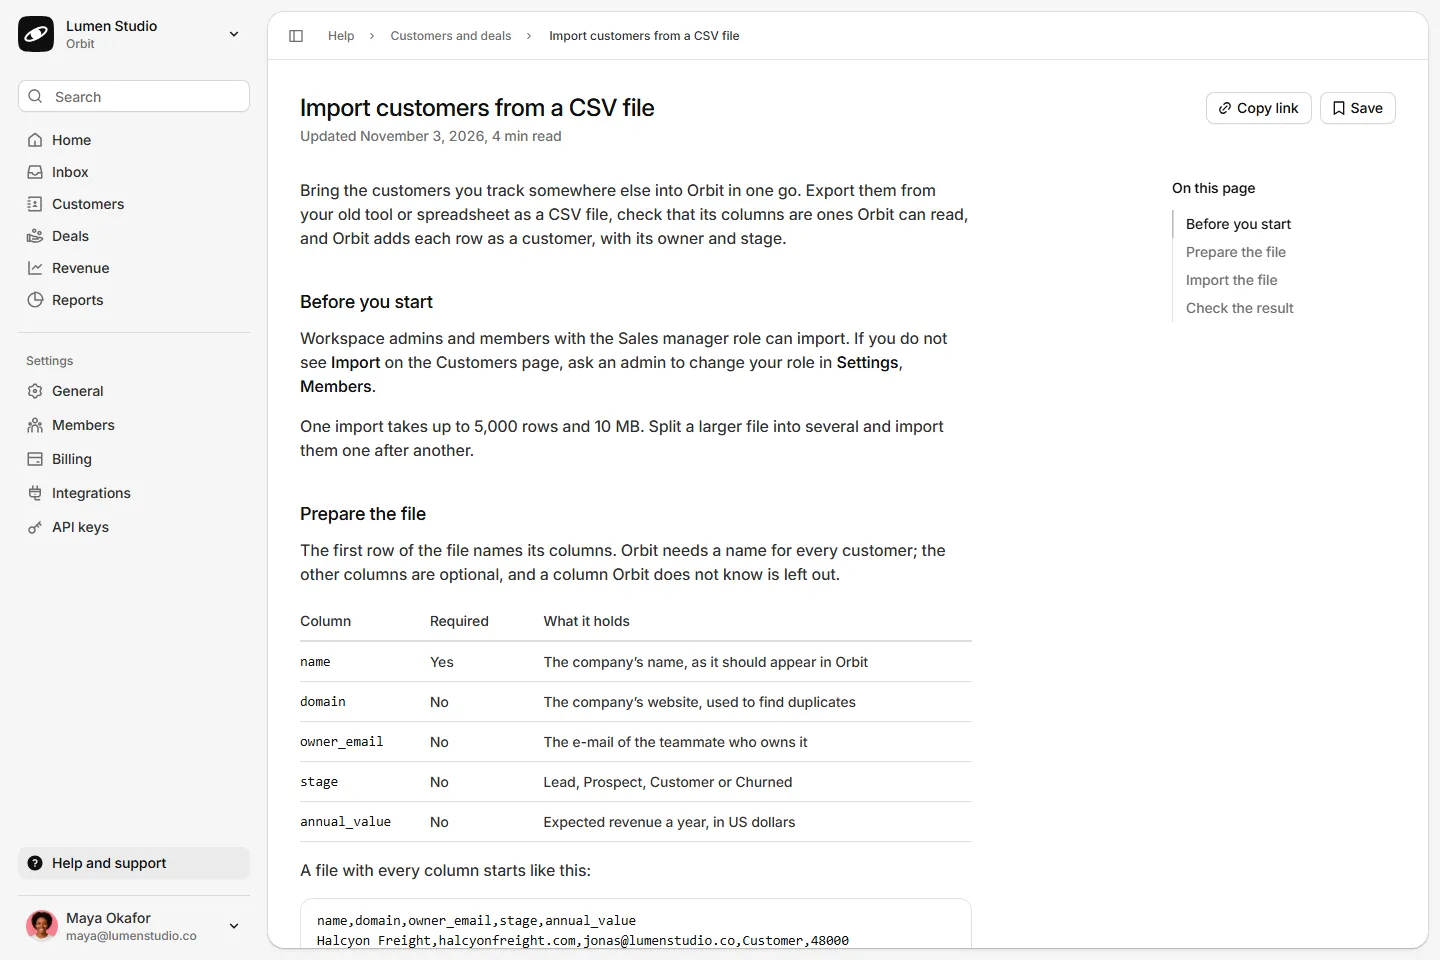 Lumen Studio
Orbit
Search
Home
Inbox
Customers
Deals
Revenue
Reports
Settings
General
Members
Billing
Integrations
API keys
Help and support
Maya Okafor
maya@lumenstudio.co
Help
Customers and deals
Import customers from a CSV file
Import customers from a CSV file
Updated November 3, 2026, 4 min read
Copy link
Save
Bring the customers you track somewhere else into Orbit in one go. Export them from
your old tool or spreadsheet as a CSV file, check that its columns are ones Orbit can read,
and Orbit adds each row as a customer, with its owner and stage.
Before you start
Workspace admins and members with the Sales manager role can import. If you do not
see Import on the Customers page, ask an admin to change your role in Settings,
Members.
One import takes up to 5,000 rows and 10 MB. Split a larger file into several and import
them one after another.
Prepare the file
The first row of the file names its columns. Orbit needs a name for every customer; the
other columns are optional, and a column Orbit does not know is left out.
Column Required What it holds
name Yes The company’s name, as it should appear in Orbit
domain No The company’s website, used to find duplicates
owner_email No The e-mail of the teammate who owns it
stage No Lead, Prospect, Customer or Churned
annual_value No Expected revenue a year, in US dollars
A file with every column starts like this:
name,domain,owner_email,stage,annual_value
Halcyon Freight,halcyonfreight.com,jonas@lumenstudio.co,Customer,48000
On this page
Before you start
Prepare the file
Import the file
Check the result